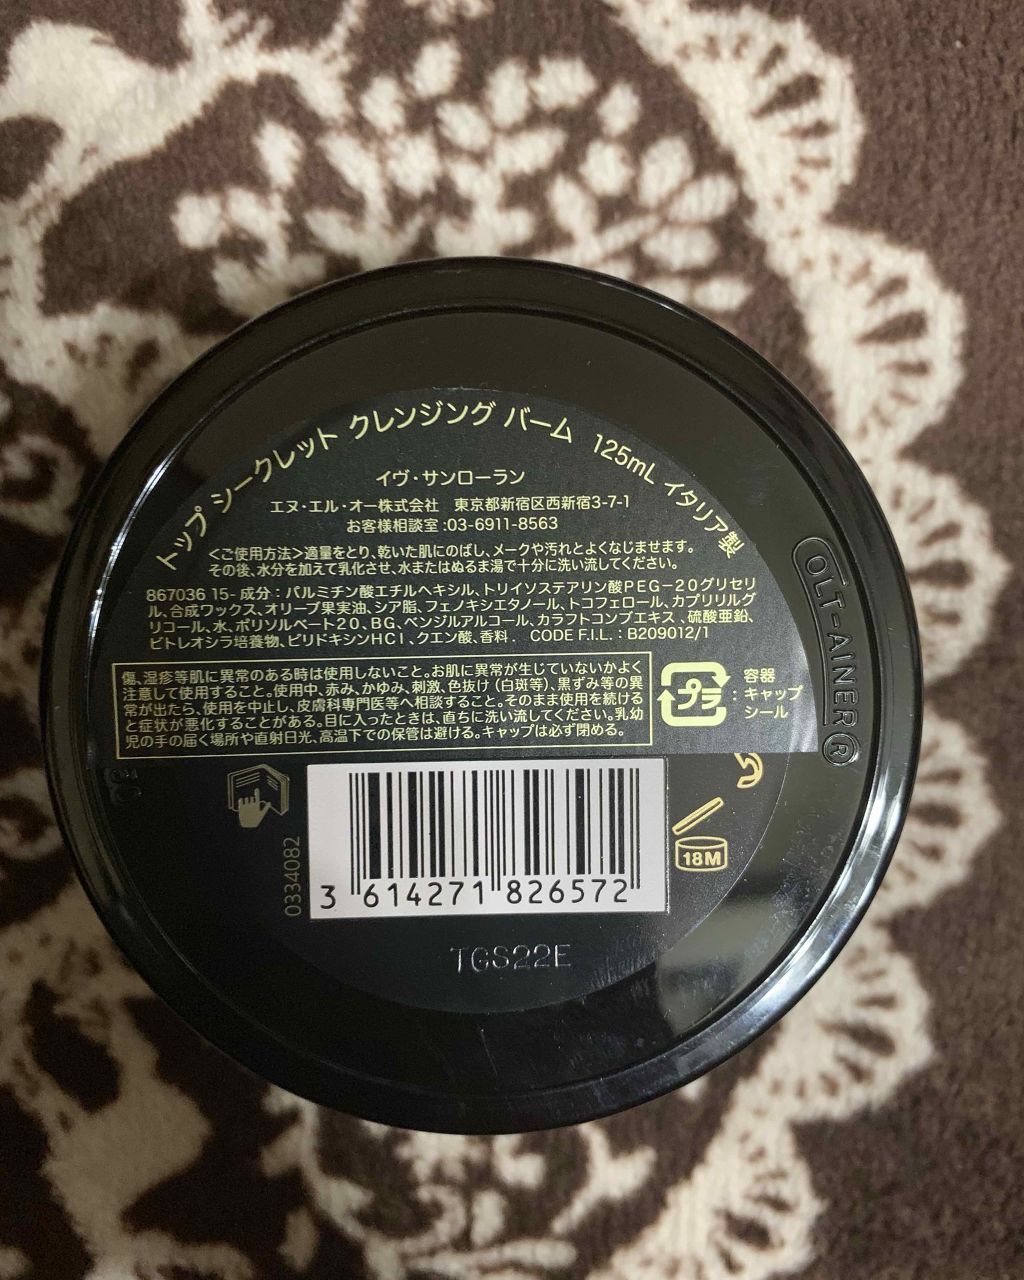 トップ シークレット クレンジング バーム 125mL イタリア製
イヴ・サンローラン
エヌ・エル・オー株式会社 東京都新宿区西新宿3-7-1
お客様相談室:03-6911-8563
<ご使用方法>適量をとり、乾いた肌にのばし、メークや汚れとよくなじませます。
その後、水分を加えて乳化させ、水またはぬるま湯で十分に洗い流してください。
867036 15- 成分：パルミチン酸エチルヘキシル、トリイソステアリン酸PEG-20グリセリ
ル、合成ワックス、オリーブ果実油、シア脂、フェノキシエタノール、トコフェロール、カプリリルグ
リコール、水、ポリソルベート20、BG、ベンジルアルコール、カラフトコンブエキス、硫酸亜鉛、
ビトレオシラ培養物、ピリドキシンHCl、クエン酸、香料. CODE F.I.L.：B209012/1
傷、湿疹等肌に異常のある時は使用しないこと。お肌に異常が生じていないかよく
注意して使用すること。使用中、赤み、かゆみ、刺激、色抜け(白斑等)、黒ずみ等の異
常が出たら、使用を中止し、皮膚科専門医等へ相談すること。そのまま使用を続ける
と症状が悪化することがある。目に入ったときは、直ちに洗い流してください。乳幼
児の手の届く場所や直射日光、高温下での保管は避ける。キャップは必ず閉める。
プラ
容器
：キャップ
シール
OLT-AINER®
18M
0334082
3 614271 826572
TGS22E